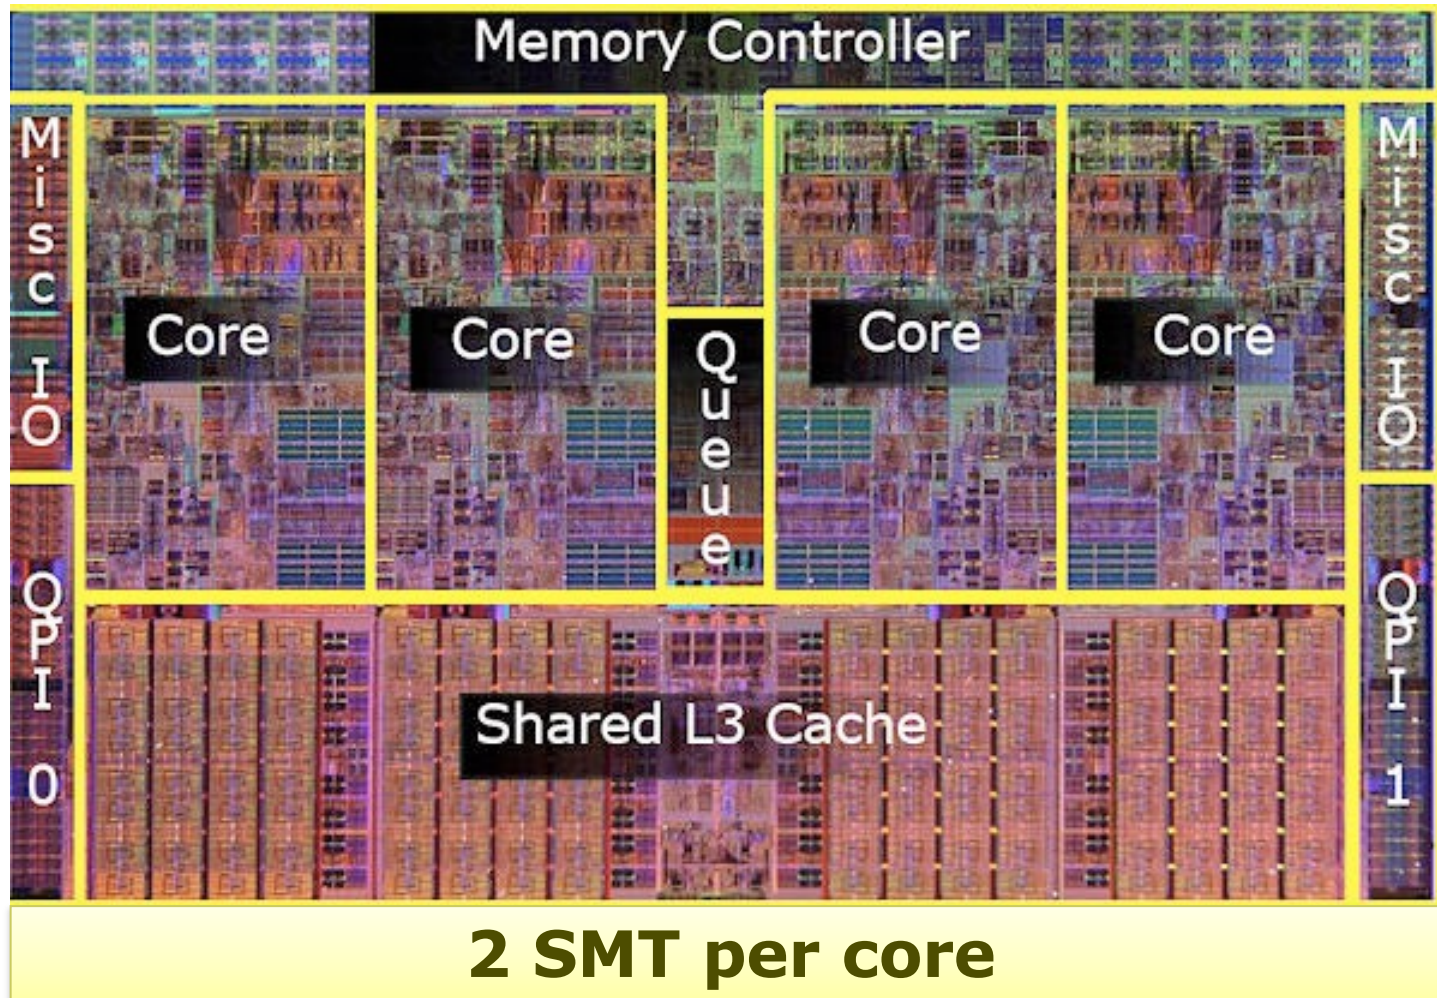 Memory Controller
Misc IO
Core
Core
Queue
Core
Core
Misc IO
QPI 0
Shared L3 Cache
QPI 1
2 SMT per core